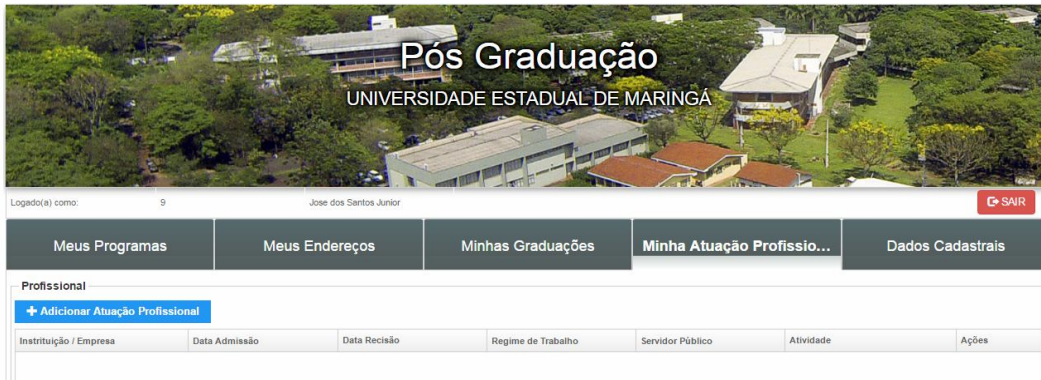 Pós Graduação
UNIVERSIDADE ESTADUAL DE MARINGÁ
Logado(a) como: 9 Jose dos Santos Junior SAIR
Meus Programas Meus Endereços Minhas Graduações Minha Atuação Profissio... Dados Cadastrais
Profissional
+ Adicionar Atuação Profissional
Instrituição / Empresa Data Admissão Data Recisão Regime de Trabalho Servidor Público Atividade Ações